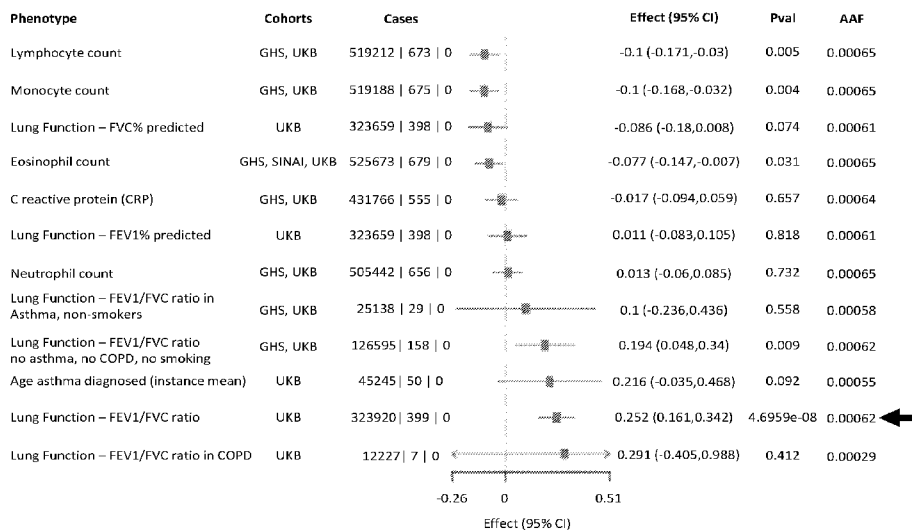 Phenotype Cohorts Cases Effect (95% CI) Pval AAF
Lymphocyte count GHS, UKB 519212 | 673 | 0 -0.1 (-0.171,-0.03) 0.005 0.00065
Monocyte count GHS, UKB 519188 | 675 | 0 -0.1 (-0.168,-0.032) 0.004 0.00065
Lung Function – FVC% predicted UKB 323659 | 398 | 0 -0.086 (-0.18,0.008) 0.074 0.00061
Eosinophil count GHS, SINAI, UKB 525673 | 679 | 0 -0.077 (-0.147,-0.007) 0.031 0.00065
C reactive protein (CRP) GHS, UKB 431766 | 555 | 0 -0.017 (-0.094,0.059) 0.657 0.00064
Lung Function – FEV1% predicted UKB 323659 | 398 | 0 0.011 (-0.083,0.105) 0.818 0.00061
Neutrophil count GHS, UKB 505442 | 656 | 0 0.013 (-0.06,0.085) 0.732 0.00065
Lung Function – FEV1/FVC ratio in
Asthma, non-smokers GHS, UKB 25138 | 29 | 0 0.1 (-0.236,0.436) 0.558 0.00058
Lung Function – FEV1/FVC ratio
no asthma, no COPD, no smoking GHS, UKB 126595 | 158 | 0 0.194 (0.048,0.34) 0.009 0.00062
Age asthma diagnosed (instance mean) UKB 45245 | 50 | 0 0.216 (-0.035,0.468) 0.092 0.00055
Lung Function – FEV1/FVC ratio UKB 323920 | 399 | 0 0.252 (0.161,0.342) 4.6959e-08 0.00062
Lung Function – FEV1/FVC ratio in COPD UKB 12227 | 7 | 0 0.291 (-0.405,0.988) 0.412 0.00029
-0.26 0 0.51
Effect (95% CI)